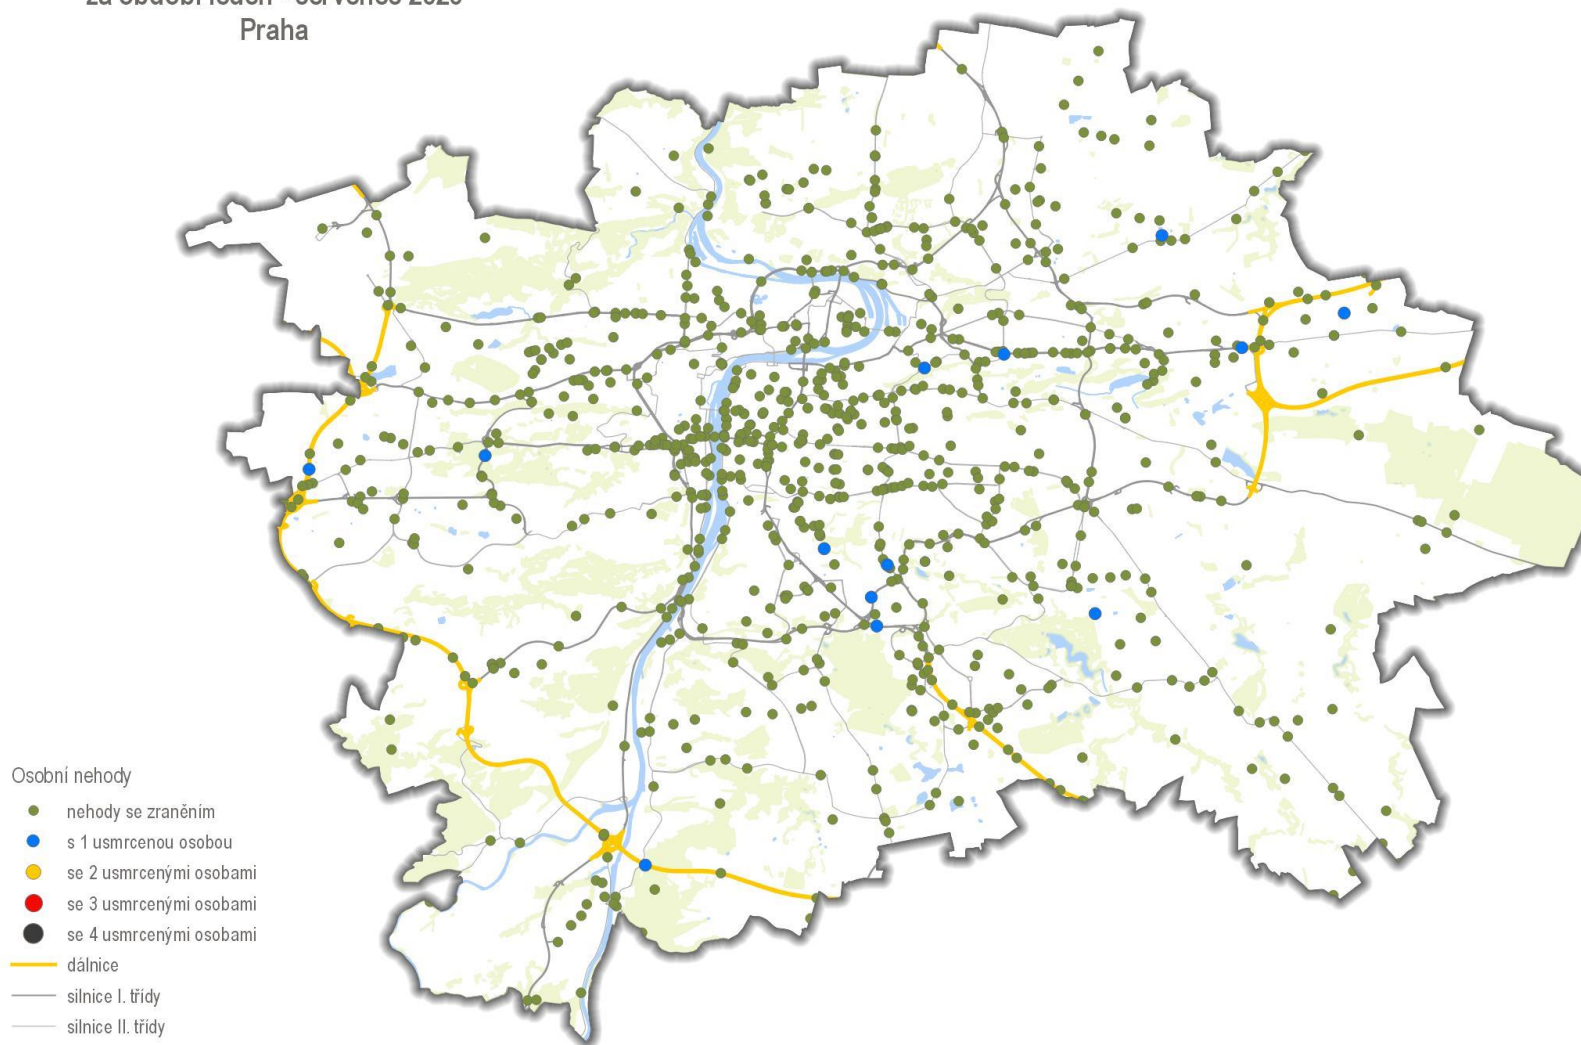 Praha
Osobní nehody
nehody se zraněním
s 1 usmrcenou osobou
se 2 usmrcenými osobami
se 3 usmrcenými osobami
se 4 usmrcenými osobami
dálnice
silnice I. třídy
silnice II. třídy